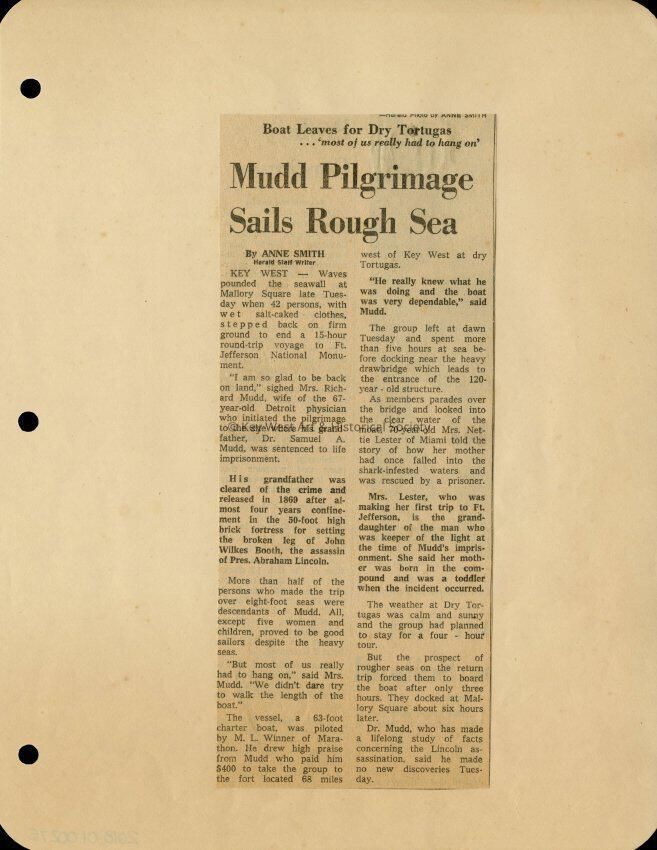 —Herald Photo by ANNE SMITH
Boat Leaves for Dry Tortugas
. . . 'most of us really had to hang on'
Mudd Pilgrimage
Sails Rough Sea
By ANNE SMITH
Herald Staff Writer
KEY WEST — Waves
pounded the seawall at
Mallory Square late Tues-
day when 42 persons, with
wet salt-caked clothes,
stepped back on firm
ground to end a 15-hour
round-trip voyage to Ft.
Jefferson National Monu-
ment.
"I am so glad to be back
on land," sighed Mrs. Rich-
ard Mudd, wife of the 67-
year-old Detroit physician
who initiated the pilgrimage
to the site where his grand-
father, Dr. Samuel A.
Mudd, was sentenced to life
imprisonment.
His grandfather was
cleared of the crime and
released in 1869 after al-
most four years confine-
ment in the 50-foot high
brick fortress for setting
the broken leg of John
Wilkes Booth, the assassin
of Pres. Abraham Lincoln.
More than half of the
persons who made the trip
over eight-foot seas were
descendants of Mudd. All,
except five women and
children, proved to be good
sailors despite the heavy
seas.
"But most of us really
had to hang on," said Mrs.
Mudd. "We didn't dare try
to walk the length of the
boat."
The vessel, a 63-foot
charter boat, was piloted
by M. L. Winner of Mara-
thon. He drew high praise
from Mudd who paid him
$400 to take the group to
the fort located 68 miles
west of Key West at dry
Tortugas.
"He really knew what he
was doing and the boat
was very dependable," said
Mudd.
The group left at dawn
Tuesday and spent more
than five hours at sea be-
fore docking near the heavy
drawbridge which leads to
the entrance of the 120-
year - old structure.
As members parades over
the bridge and looked into
the clear water of the
moat, 70-year-old Mrs. Net-
tie Lester of Miami told the
story of how her mother
had once fallen into the
shark-infested waters and
was rescued by a prisoner.
Mrs. Lester, who was
making her first trip to Ft.
Jefferson, is the grand-
daughter of the man who
was keeper of the light at
the time of Mudd's impris-
onment. She said her moth-
er was born in the com-
pound and was a toddler
when the incident occurred.
The weather at Dry Tor-
tugas was calm and sunny
and the group had planned
to stay for a four - hour
tour.
But the prospect of
rougher seas on the return
trip forced them to board
the boat after only three
hours. They docked at Mal-
lory Square about six hours
later.
Dr. Mudd, who has made
a lifelong study of facts
concerning the Lincoln as-
sassination, said he made
no new discoveries Tues-
day.
© Key West Art & Historical Society